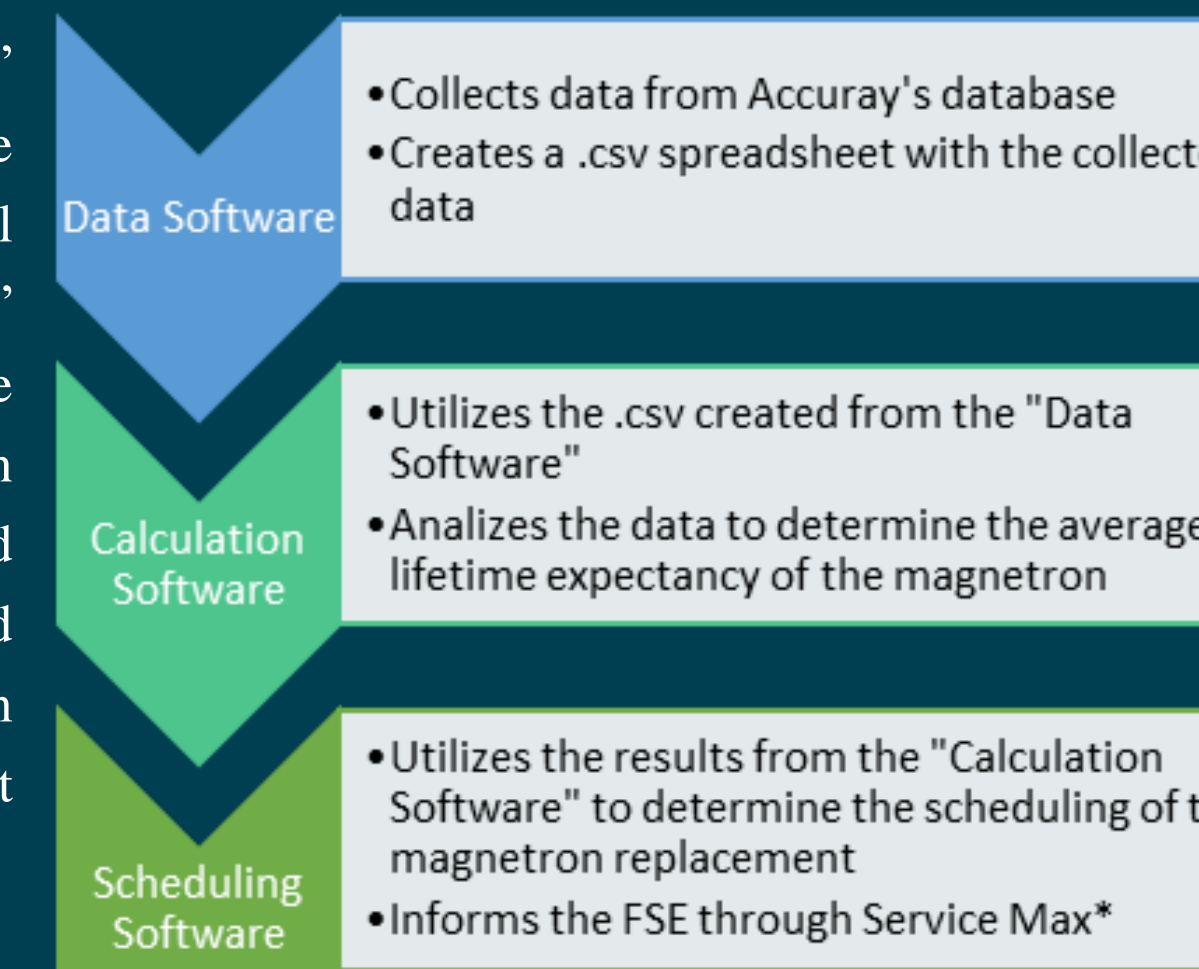 Data Software
•Collects data from Accuray's database
•Creates a .csv spreadsheet with the
data
Calculation
Software
•Utilizes the .csv created from the "Data
Software"
•Analizes the data to determine the average
lifetime expectancy of the magnetron
Scheduling
Software
•Utilizes the results from the "Calculation
Software" to determine the scheduling of
magnetron replacement
•Informs the FSE through Service Max*